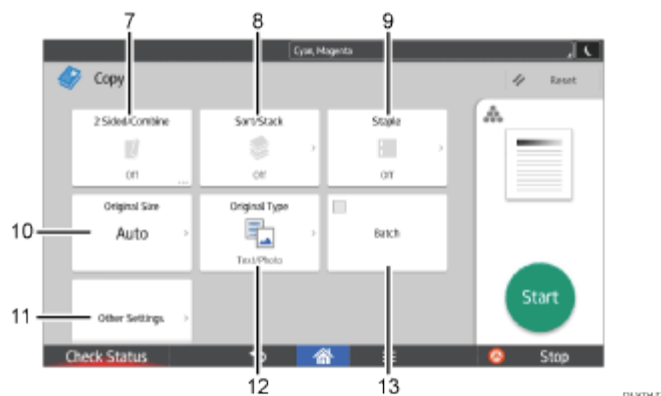 7 8 9
Cyan, Magenta
Copy
Reset
2 Sided/Combine
Off
...
Sort/Stack
Off
Staple
Off
10
Original Size
Auto
Original Type
Text/Photo
Batch
11
Other Settings
Start
Check Status
Stop
12 13